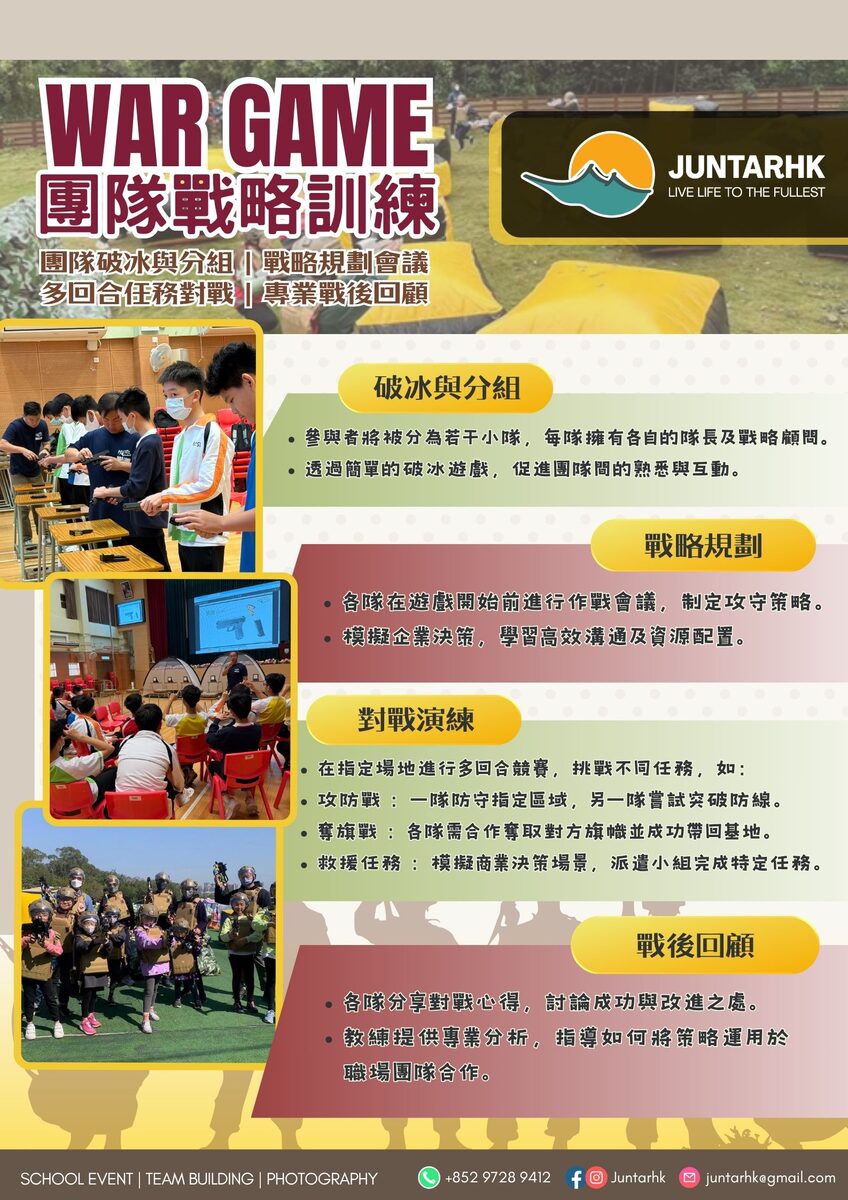 WAR GAME
團隊戰略訓練
團隊破冰與分組 | 戰略規劃會議
多回合任務對戰 | 專業戰後回顧
JUNTARHK
LIVE LIFE TO THE FULLEST
破冰與分組
• 參與者將被分為若干小隊，每隊擁有各自的隊長及戰略顧問。
• 透過簡單的破冰遊戲，促進團隊間的熟悉與互動。
戰略規劃
• 各隊在遊戲開始前進行作戰會議，制定攻守策略。
• 模擬企業決策，學習高效溝通及資源配置。
對戰演練
• 在指定場地進行多回合競賽，挑戰不同任務，如：
• 攻防戰 ：一隊防守指定區域，另一隊嘗試突破防線。
• 奪旗戰 ：各隊需合作奪取對方旗幟並成功帶回基地。
• 救援任務 ：模擬商業決策場景，派遣小組完成特定任務。
戰後回顧
• 各隊分享對戰心得，討論成功與改進之處。
• 教練提供專業分析，指導如何將策略運用於
職場團隊合作。
SCHOOL EVENT | TEAM BUILDING | PHOTOGRAPHY
+852 9728 9412
Juntarhk
juntarhk@gmail.com